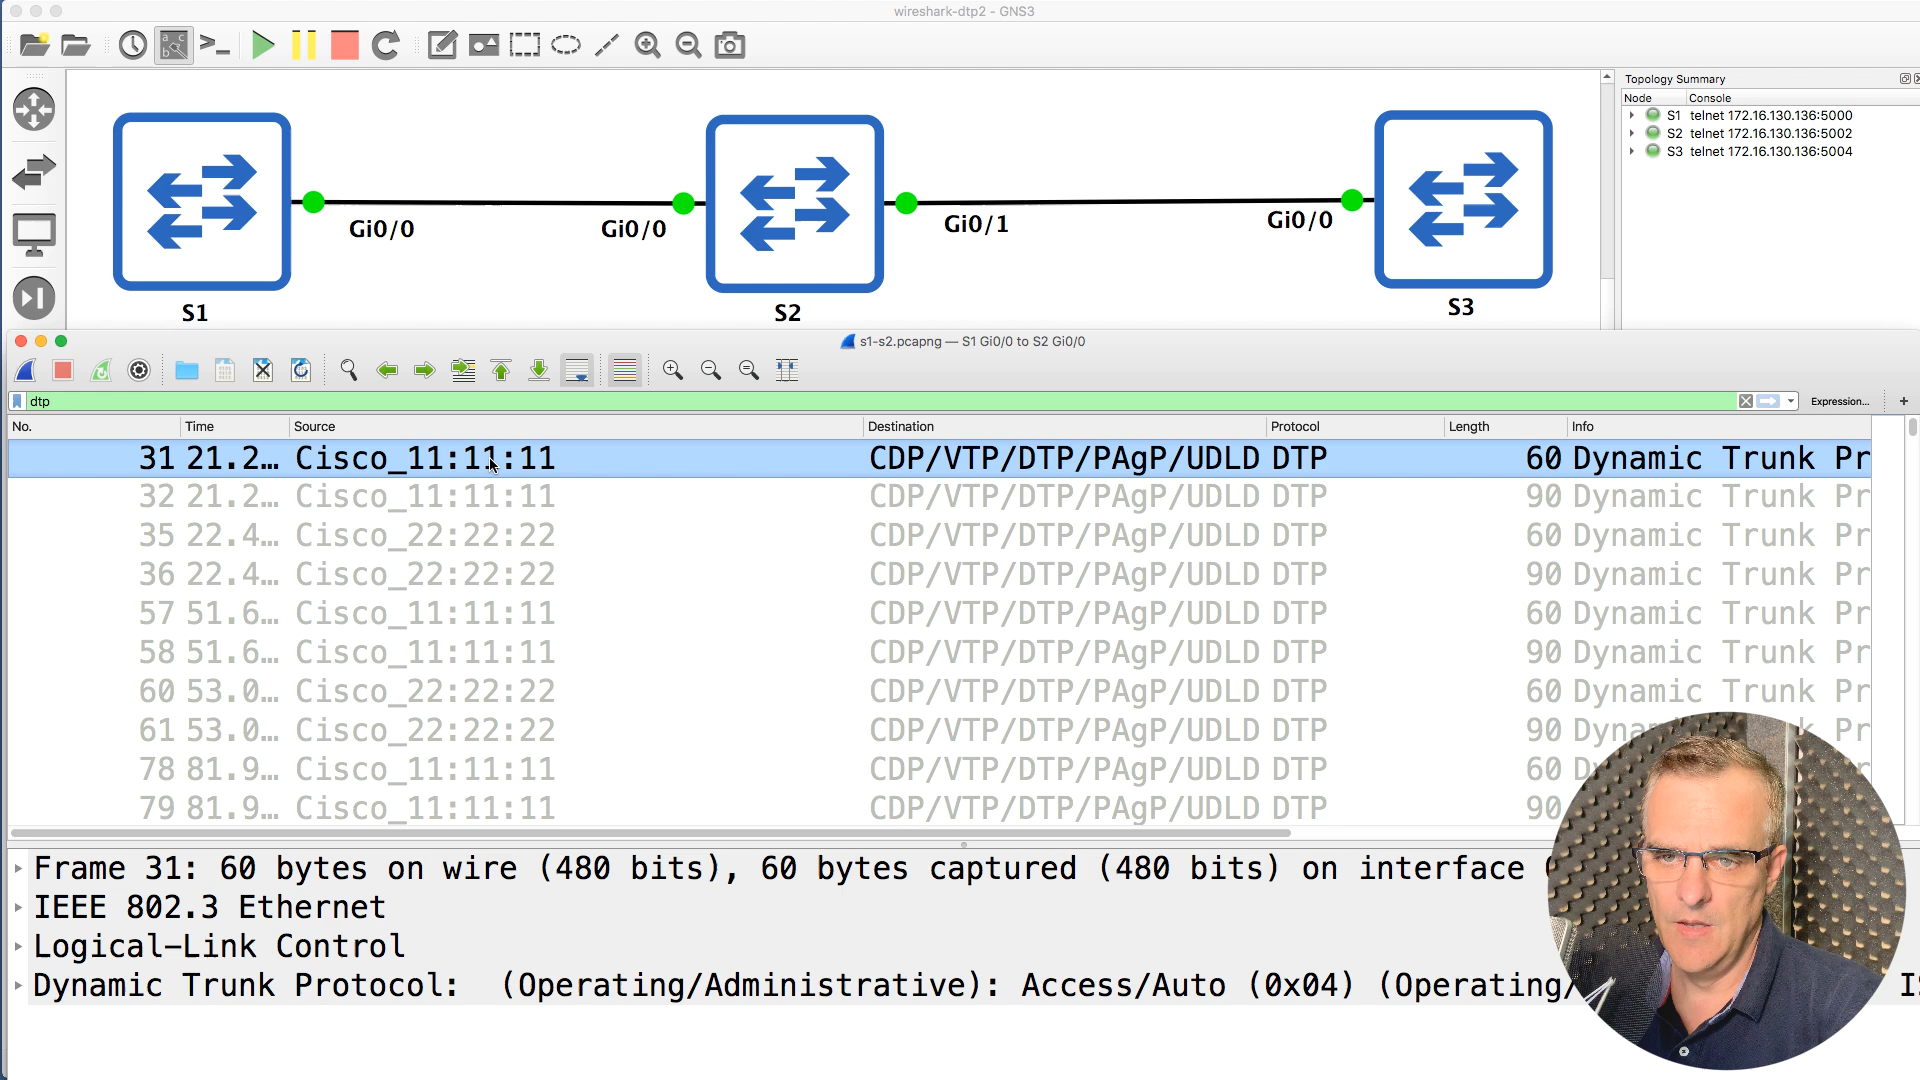 wireshark-dtp2 - GNS3
Topology Summary
Node Console
S1 telnet 172.16.130.136:5000
S2 telnet 172.16.130.136:5002
S3 telnet 172.16.130.136:5004
Gi0/0 Gi0/0 Gi0/1 Gi0/0
S1 S2 S3
s1-s2.pcapng — S1 Gi0/0 to S2 Gi0/0
dtp Expression... +
No. Time Source Destination Protocol Length Info
31 21.2… Cisco_11:11:11 CDP/VTP/DTP/PAgP/UDLD DTP 60 Dynamic Trunk Pr
32 21.2… Cisco_11:11:11 CDP/VTP/DTP/PAgP/UDLD DTP 90 Dynamic Trunk Pr
35 22.4… Cisco_22:22:22 CDP/VTP/DTP/PAgP/UDLD DTP 60 Dynamic Trunk Pr
36 22.4… Cisco_22:22:22 CDP/VTP/DTP/PAgP/UDLD DTP 90 Dynamic Trunk Pr
57 51.6… Cisco_11:11:11 CDP/VTP/DTP/PAgP/UDLD DTP 60 Dynamic Trunk Pr
58 51.6… Cisco_11:11:11 CDP/VTP/DTP/PAgP/UDLD DTP 90 Dynamic Trunk Pr
60 53.0… Cisco_22:22:22 CDP/VTP/DTP/PAgP/UDLD DTP 60 Dynamic Trunk Pr
61 53.0… Cisco_22:22:22 CDP/VTP/DTP/PAgP/UDLD DTP 90 Pr
78 81.9… Cisco_11:11:11 CDP/VTP/DTP/PAgP/UDLD DTP 60
79 81.9… Cisco_11:11:11 CDP/VTP/DTP/PAgP/UDLD DTP 90
Frame 31: 60 bytes on wire (480 bits), 60 bytes captured (480 bits) on interface
IEEE 802.3 Ethernet
Logical-Link Control
Dynamic Trunk Protocol: (Operating/Administrative): Access/Auto (0x04) (Operating/